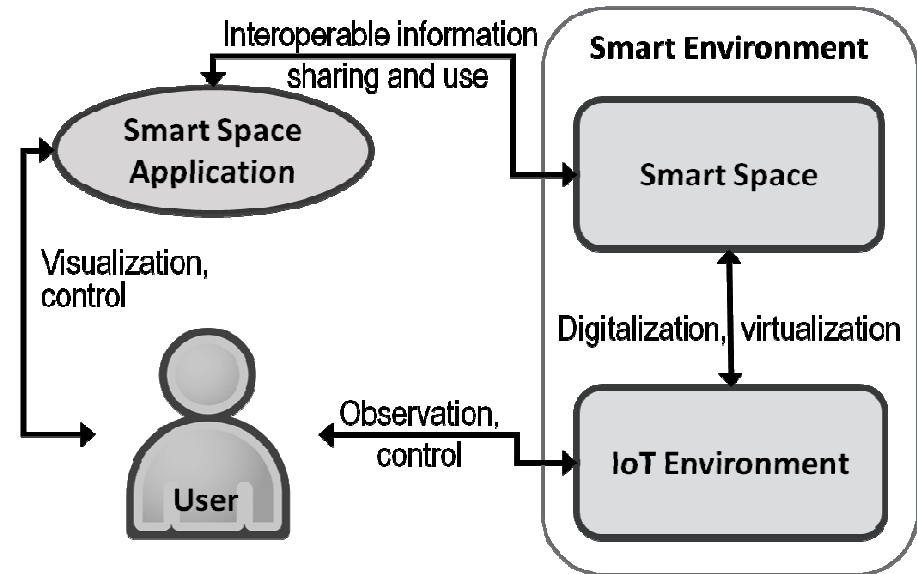 Interoperable information
sharing and use
Smart Environment
Smart Space
Application
Smart Space
Visualization,
control
Digitalization, virtualization
Observation,
control
IoT Environment
User